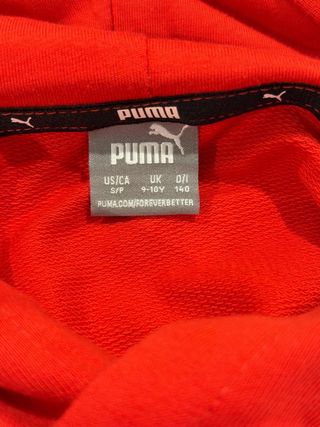 PUMA
PUMA
US/CA UK D/I
S/P 9-10Y 140
PUMA.COM/FOREVERBETTER